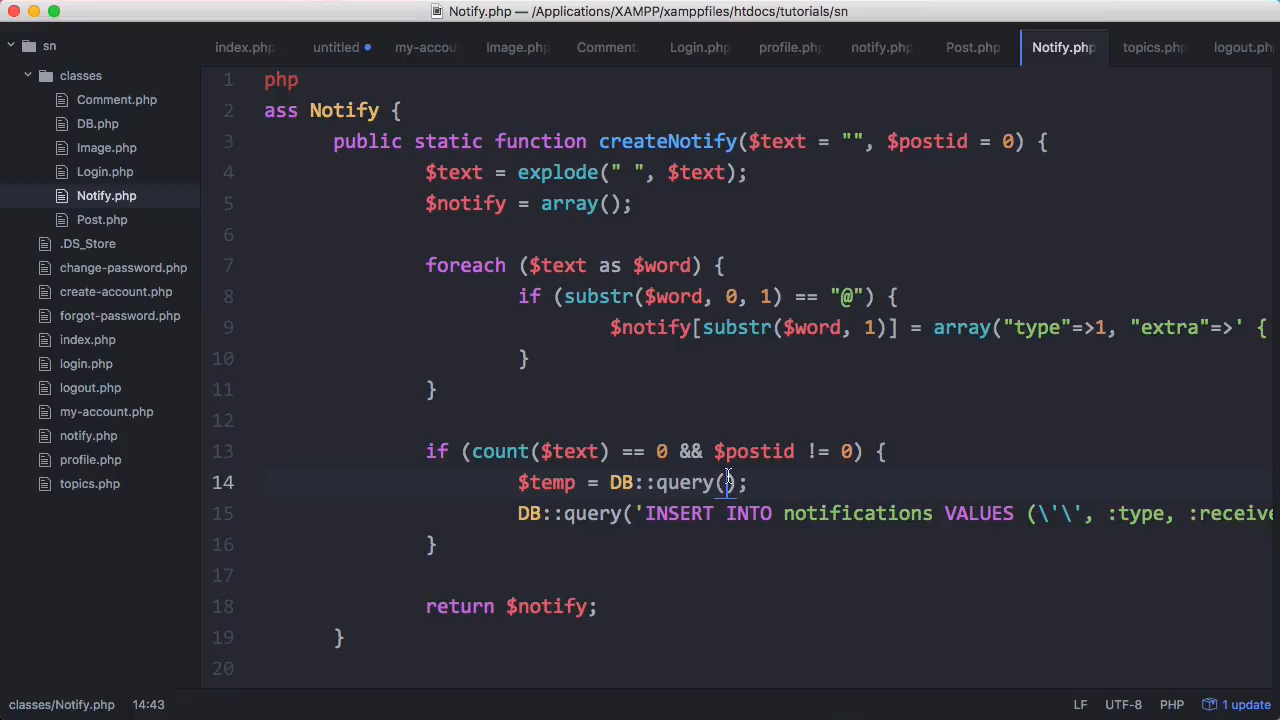 Notify.php — /Applications/XAMPP/xamppfiles/htdocs/tutorials/sn
sn
classes
Comment.php
DB.php
Image.php
Login.php
Notify.php
Post.php
.DS_Store
change-password.php
create-account.php
forgot-password.php
index.php
login.php
logout.php
my-account.php
notify.php
profile.php
topics.php
index.php untitled my-accou Image.php Comment. Login.php profile.php notify.php Post.php Notify.php topics.php logout.ph
1 php
2 ass Notify {
3 public static function createNotify($text = "", $postid = 0) {
4 $text = explode(" ", $text);
5 $notify = array();
6
7 foreach ($text as $word) {
8 if (substr($word, 0, 1) == "@") {
9 $notify[substr($word, 1)] = array("type"=>1, "extra"=>' {
10 }
11 }
12
13 if (count($text) == 0 && $postid != 0) {
14 $temp = DB::query();
15 DB::query('INSERT INTO notifications VALUES (\'\', :type, :receive
16 }
17
18 return $notify;
19 }
20
classes/Notify.php 14:43 LF UTF-8 PHP 1 update